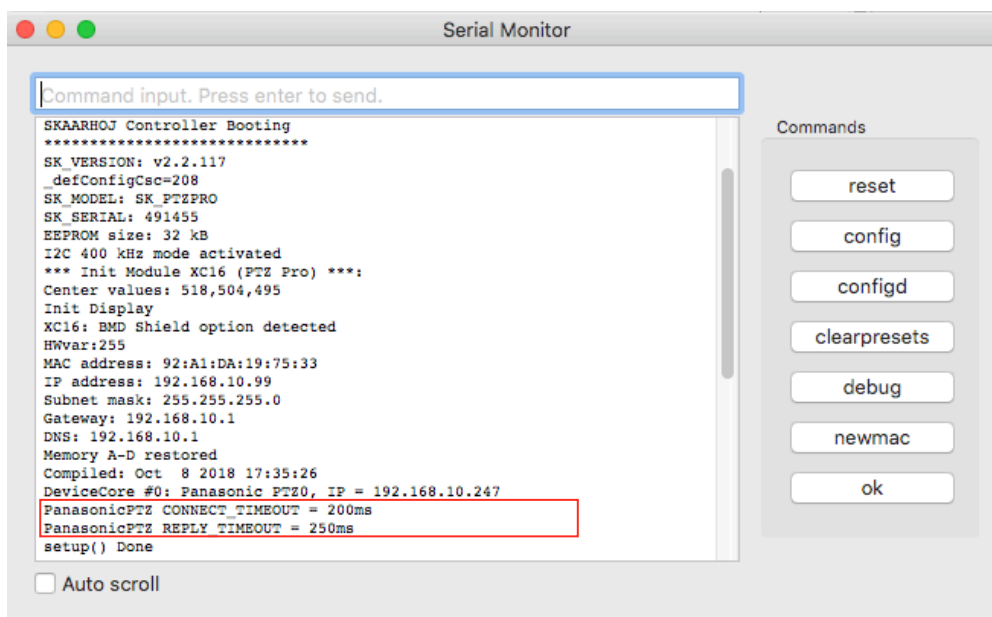 Serial Monitor
Command input. Press enter to send.
SKAARHOJ Controller Booting
*****************************
SK_VERSION: v2.2.117
_defConfigCsc=208
SK_MODEL: SK_PTZPRO
SK_SERIAL: 491455
EEPROM size: 32 kB
I2C 400 kHz mode activated
*** Init Module XC16 (PTZ Pro) ***:
Center values: 518,504,495
Init Display
XC16: BMD Shield option detected
HWvar:255
MAC address: 92:A1:DA:19:75:33
IP address: 192.168.10.99
Subnet mask: 255.255.255.0
Gateway: 192.168.10.1
DNS: 192.168.10.1
Memory A-D restored
Compiled: Oct  8 2018 17:35:26
DeviceCore #0: Panasonic PTZ0, IP = 192.168.10.247
PanasonicPTZ CONNECT_TIMEOUT = 200ms
PanasonicPTZ REPLY_TIMEOUT = 250ms
setup() Done
Auto scroll
Commands
reset
config
configd
clearpresets
debug
newmac
ok